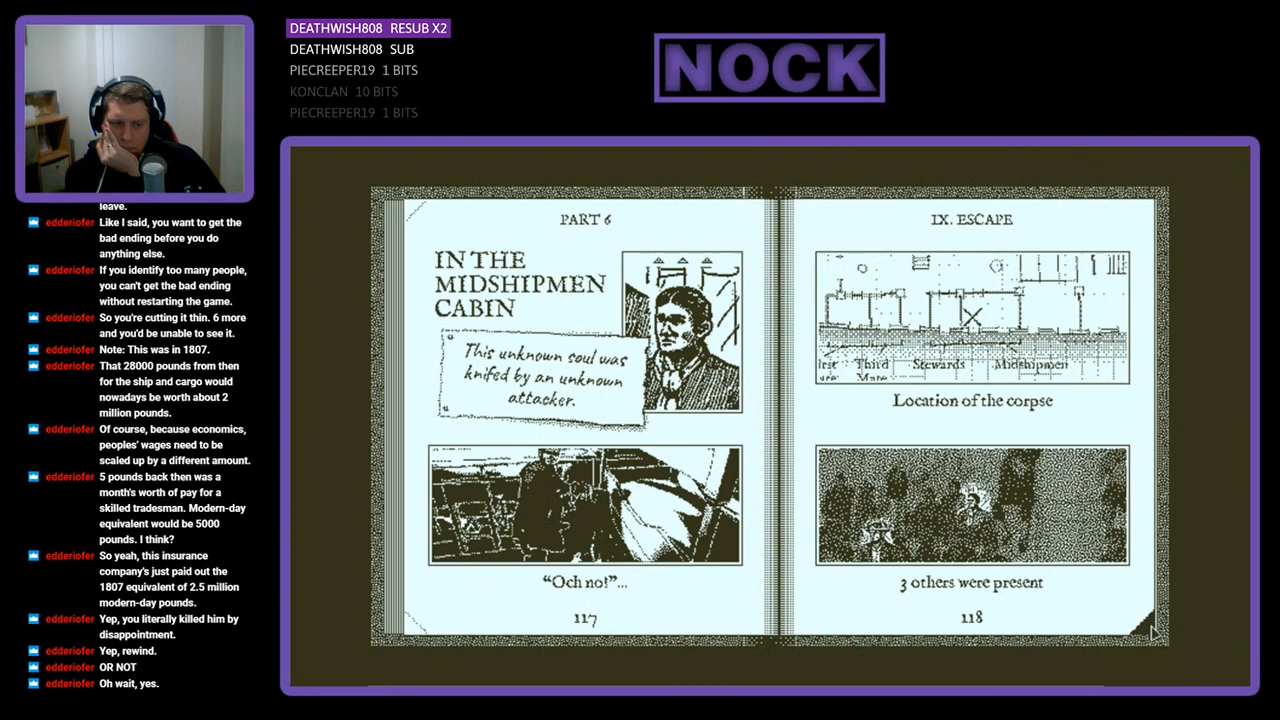 DEATHWISH808 RESUB X2
DEATHWISH808 SUB
PIECREEPER19 1 BITS
KONCLAN 10 BITS
PIECREEPER19 1 BITS
NOCK
leave.
edderiofer Like I said, you want to get the
bad ending before you do
anything else.
edderiofer If you identify too many people,
you can't get the bad ending
without restarting the game.
edderiofer So you're cutting it thin. 6 more
and you'd be unable to see it.
edderiofer Note: This was in 1807.
edderiofer That 28000 pounds from then
for the ship and cargo would
nowadays be worth about 2
million pounds.
edderiofer Of course, because economics,
peoples' wages need to be
scaled up by a different amount.
edderiofer 5 pounds back then was a
month's worth of pay for a
skilled tradesman. Modern-day
equivalent would be 5000
pounds. I think?
edderiofer So yeah, this insurance
company's just paid out the
1807 equivalent of 2.5 million
modern-day pounds.
edderiofer Yep, you literally killed him by
disappointment.
edderiofer Yep, rewind.
edderiofer OR NOT
edderiofer Oh wait, yes.
PART 6
IN THE
MIDSHIPMEN
CABIN
This unknown soul was
knifed by an unknown
attacker.
"Och no!"...
117
IX. ESCAPE
Third Stewards Midshipmen
Mate
Location of the corpse
3 others were present
118